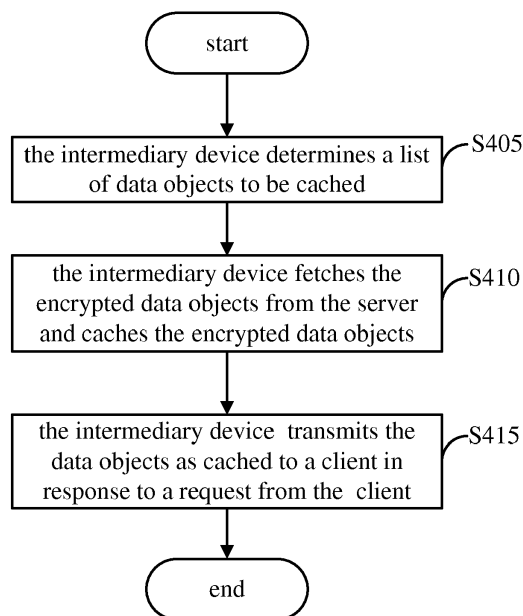 start
the intermediary device determines a list
of data objects to be cached
S405
the intermediary device fetches the
encrypted data objects from the server
and caches the encrypted data objects
S410
the intermediary device transmits the
data objects as cached to a client in
response to a request from the client
S415
end